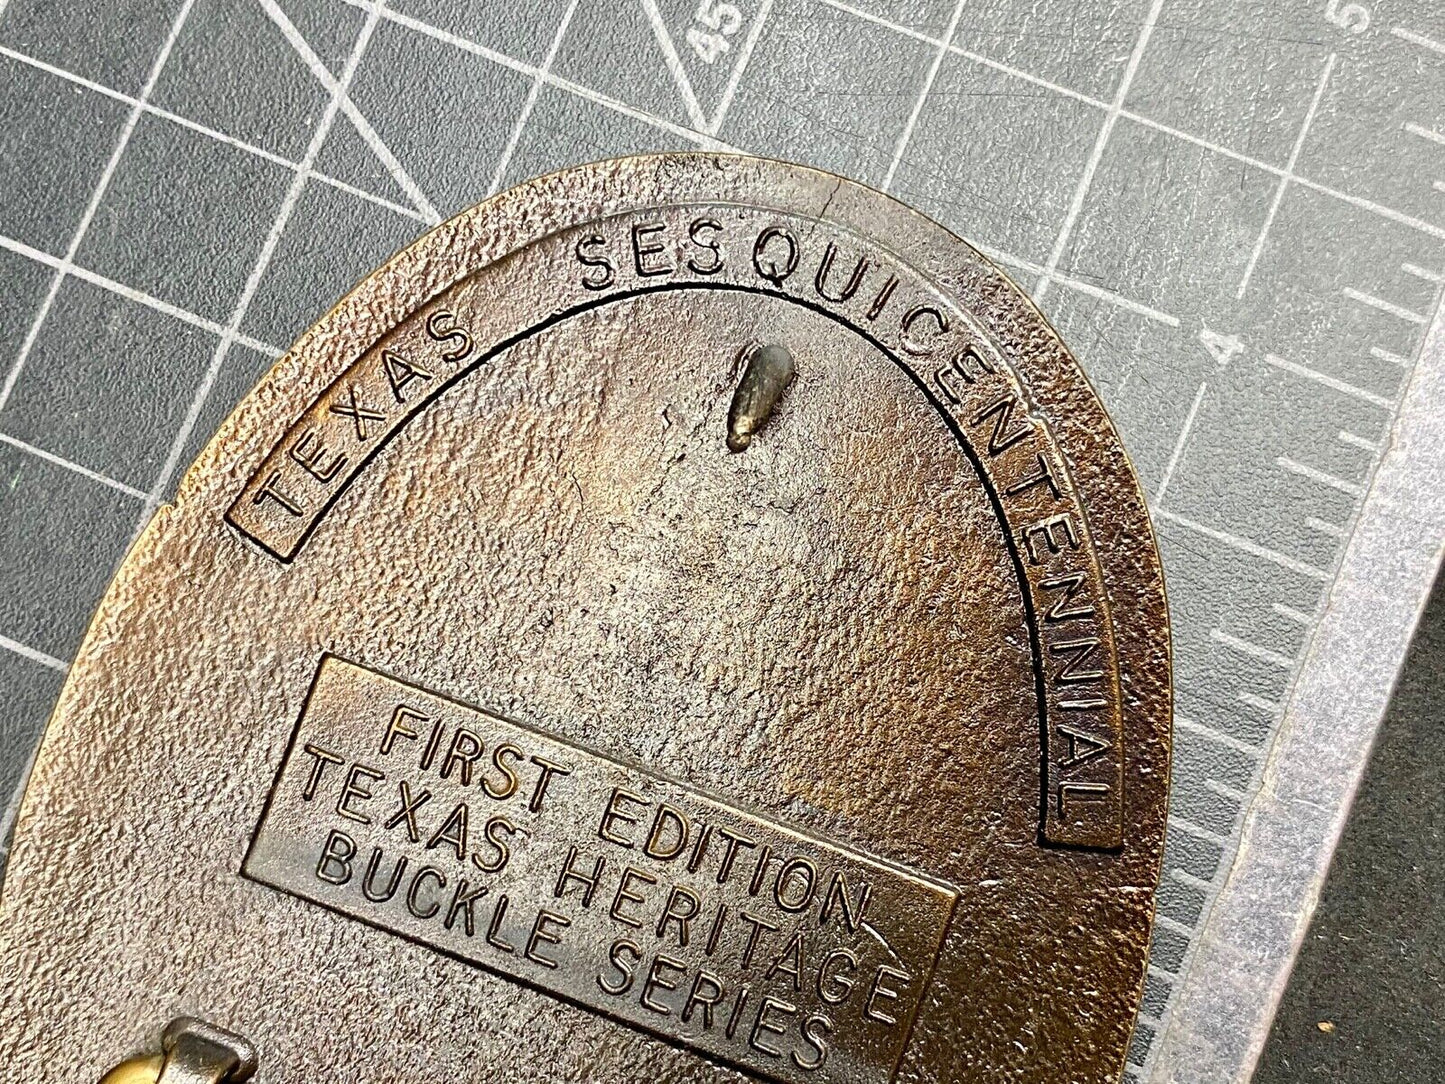 TEXAS SESQUICENTENNIAL
FIRST EDITION
TEXAS HERITAGE
BUCKLE SERIES
45
5
4